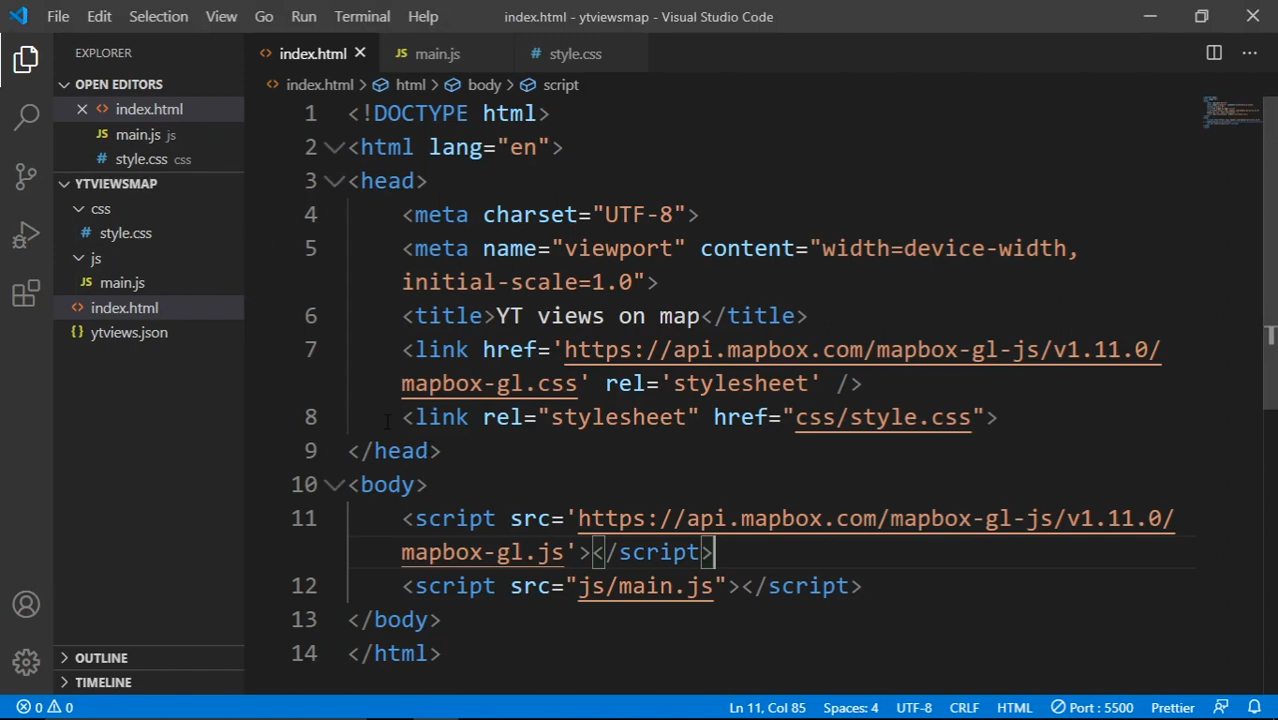 File Edit Selection View Go Run Terminal Help index.html - ytviewsmap - Visual Studio Code
EXPLORER
OPEN EDITORS
index.html
main.js js
style.css css
YTVIEWSMAP
css
# style.css
js
JS main.js
index.html
{} ytviews.json
OUTLINE
TIMELINE
index.html JS main.js # style.css
index.html > html > body > script
1 <!DOCTYPE html>
2 <html lang="en">
3 <head>
4 <meta charset="UTF-8">
5 <meta name="viewport" content="width=device-width,
initial-scale=1.0">
6 <title>YT views on map</title>
7 <link href='https://api.mapbox.com/mapbox-gl-js/v1.11.0/
mapbox-gl.css' rel='stylesheet' />
8 <link rel="stylesheet" href="css/style.css">
9 </head>
10 <body>
11 <script src='https://api.mapbox.com/mapbox-gl-js/v1.11.0/
mapbox-gl.js'></script>
12 <script src="js/main.js"></script>
13 </body>
14 </html>
0 0 Ln 11, Col 85 Spaces: 4 UTF-8 CRLF HTML Port : 5500 Prettier